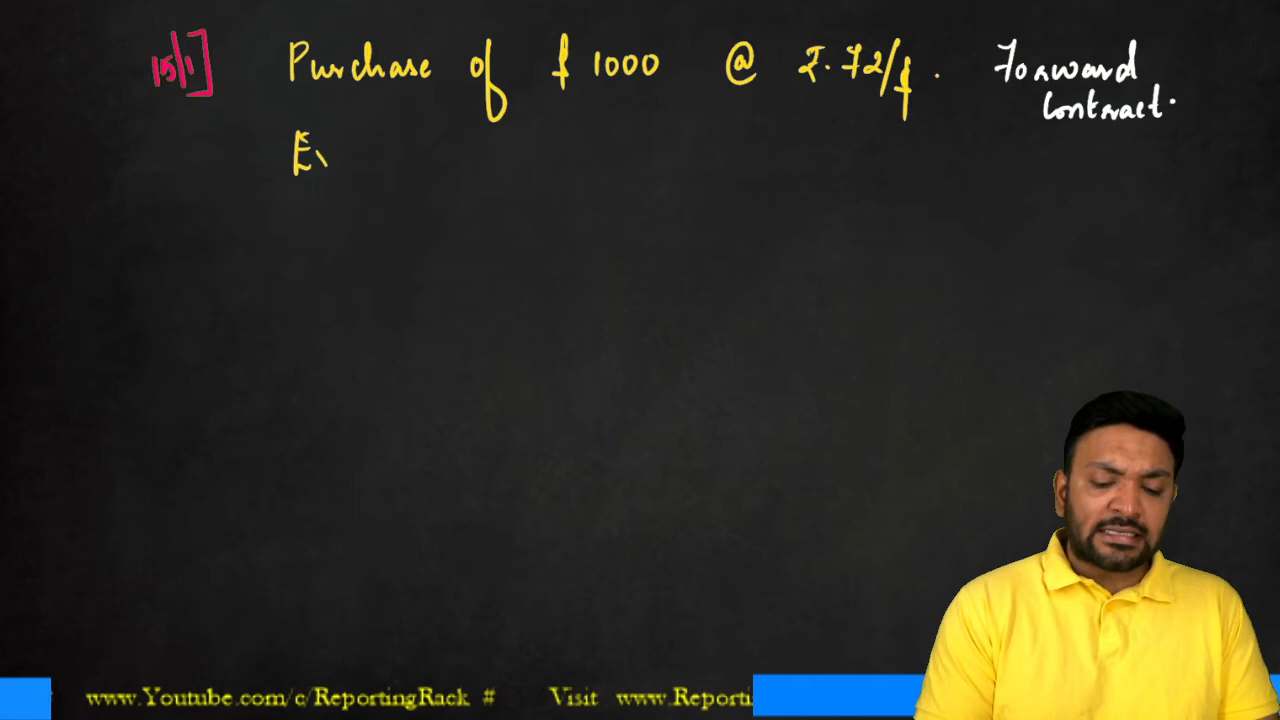 15/1] Purchase of $ 1000 @ ₹. 72/$. Forward
contract.
www.Youtube.com/c/ReportingRack # Visit www.Reporti